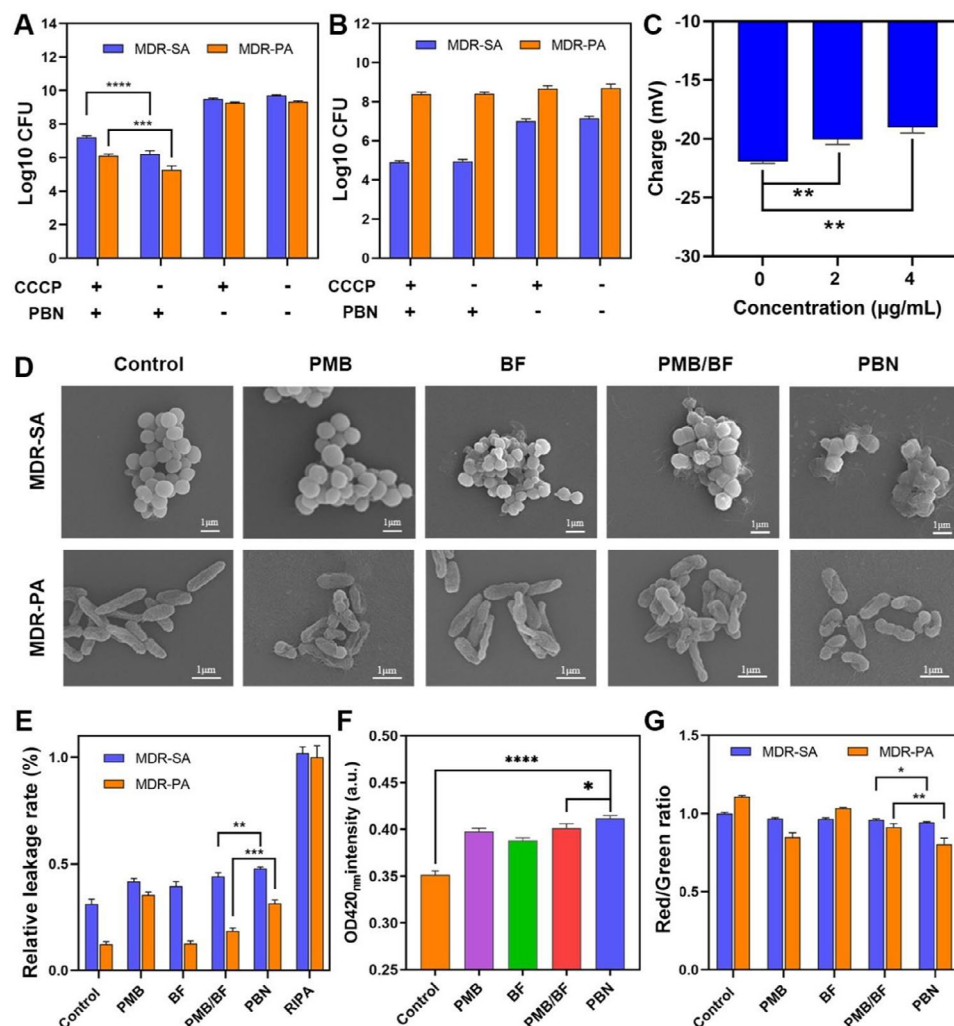 A
14
12
10
8
6
4
2
0
Log10 CFU
MDR-SA MDR-PA
****
***
CCCP + - + -
PBN + + - -
B
14
12
10
8
6
4
2
0
Log10 CFU
MDR-SA MDR-PA
CCCP + - + -
PBN + + - -
C
-10
-15
-20
-25
-30
Charge (mV)
**
**
0 2 4
Concentration (μg/mL)
D
Control PMB BF PMB/BF PBN
MDR-SA
1μm 1μm 1μm 1μm 1μm
MDR-PA
1μm 1μm 1μm 1μm 1μm
E
1.0
0.5
0.0
Relative leakage rate (%)
MDR-SA
MDR-PA
**
***
Control PMB BF PMB/BF PBN RIPA
F
0.50
0.45
0.40
0.35
0.30
0.25
OD420nm intensity (a.u.)
****
*
Control PMB BF PMB/BF PBN
G
1.5
1.0
0.5
0.0
Red/Green ratio
MDR-SA MDR-PA
*
**
Control PMB BF PMB/BF PBN